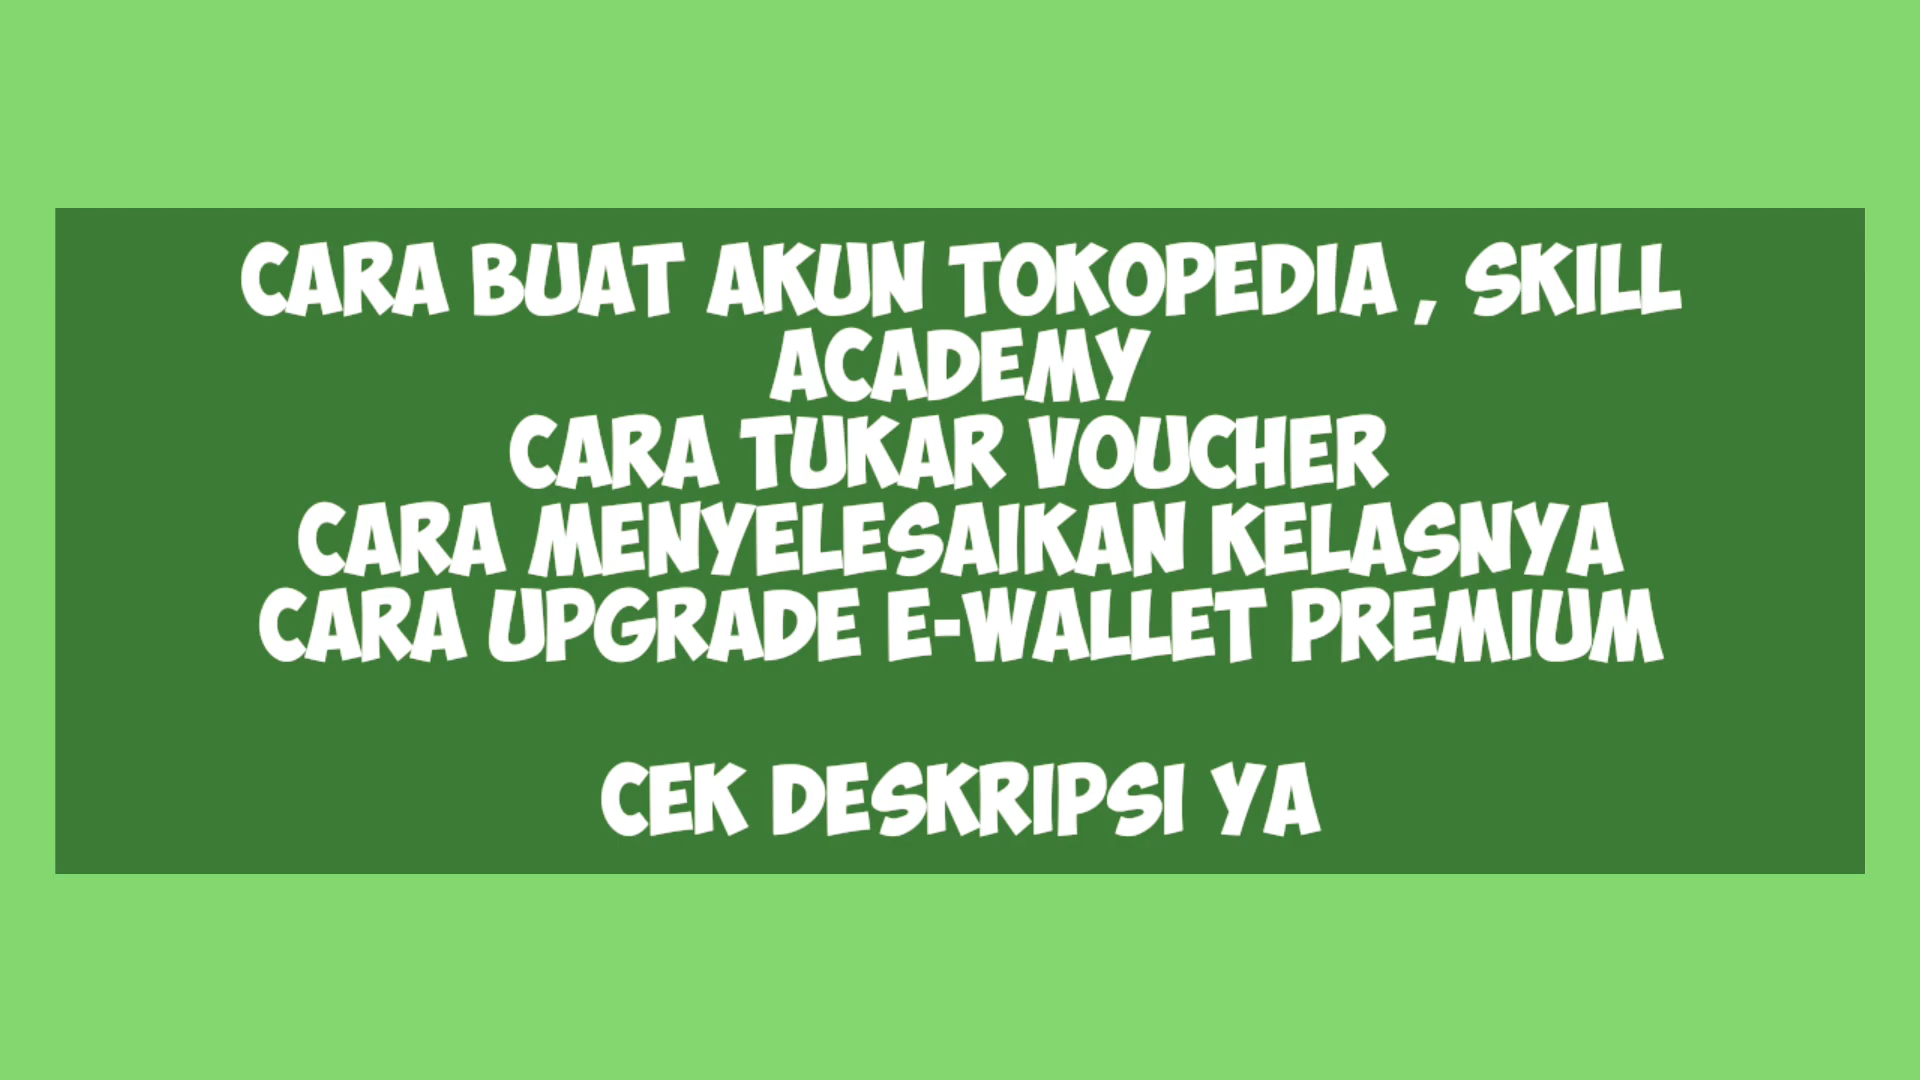 CARA BUAT AKUN TOKOPEDIA , SKILL
ACADEMY
CARA TUKAR VOUCHER
CARA MENYELESAIKAN KELASNYA
CARA UPGRADE E-WALLET PREMIUM
CEK DESKRIPSI YA